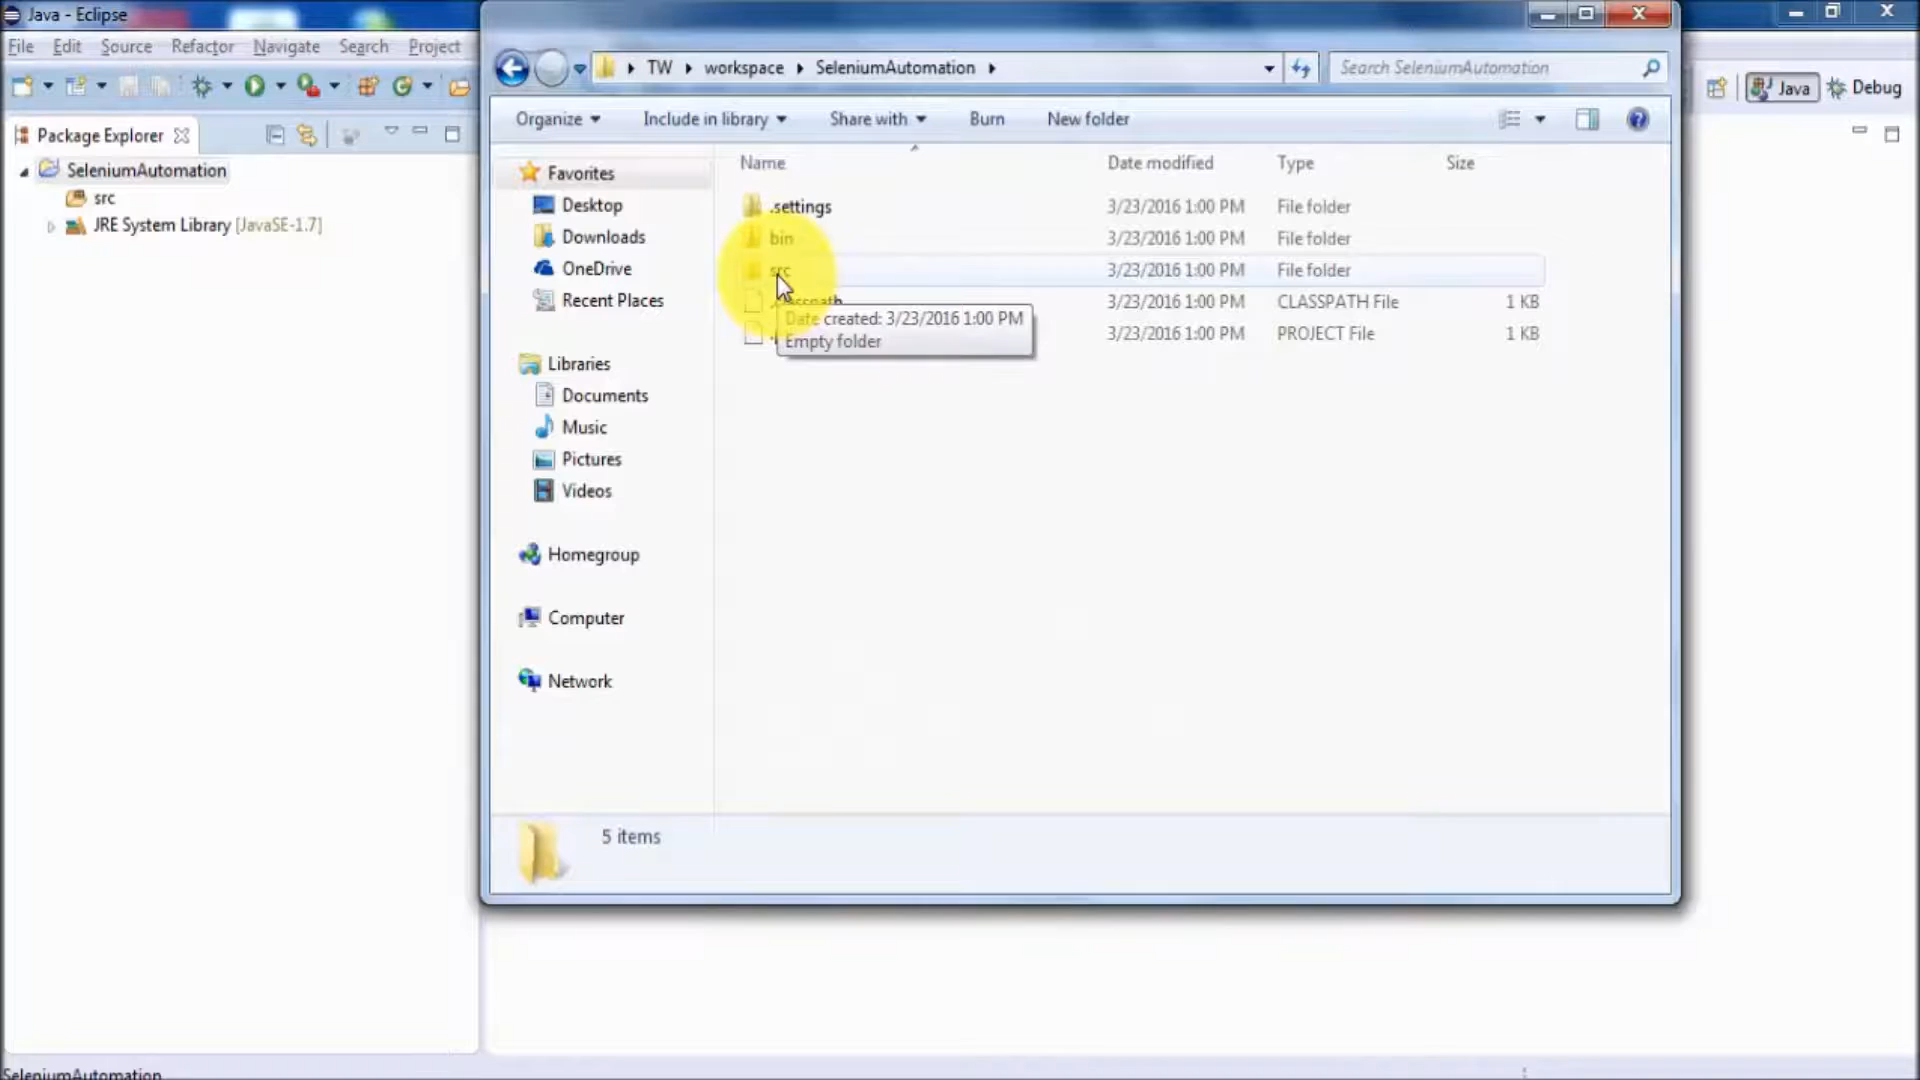 Java - Eclipse
File Edit Source Refactor Navigate Search Project
Java Debug
Package Explorer
SeleniumAutomation
src
JRE System Library [JavaSE-1.7]
TW workspace SeleniumAutomation
Search SeleniumAutomation
Organize Include in library Share with Burn New folder
Favorites
Desktop
Downloads
OneDrive
Recent Places
Libraries
Documents
Music
Pictures
Videos
Homegroup
Computer
Network
Name Date modified Type Size
.settings 3/23/2016 1:00 PM File folder
bin 3/23/2016 1:00 PM File folder
src 3/23/2016 1:00 PM File folder
.classpath 3/23/2016 1:00 PM CLASSPATH File 1 KB
3/23/2016 1:00 PM PROJECT File 1 KB
Date created: 3/23/2016 1:00 PM
Empty folder
5 items
SeleniumAutomation